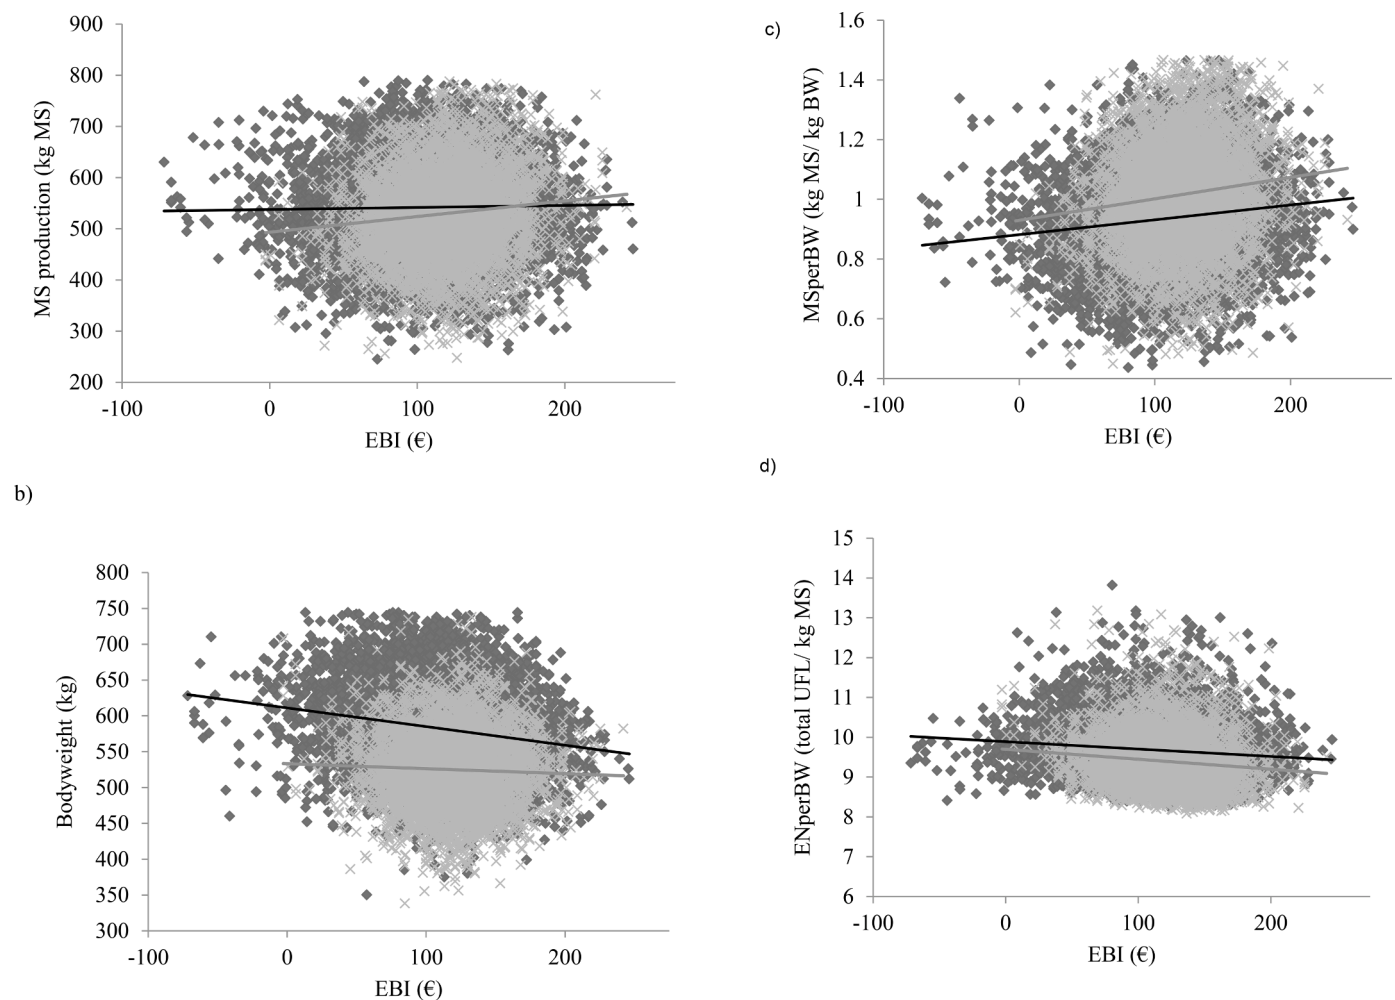 900
800
700
600
500
400
300
200
MS production (kg MS)
-100 0 100 200
EBI (€)
c)
1.6
1.4
1.2
1
0.8
0.6
0.4
MSperBW (kg MS/ kg BW)
-100 0 100 200
EBI (€)
b)
800
750
700
650
600
550
500
450
400
350
300
Bodyweight (kg)
-100 0 100 200
EBI (€)
d)
15
14
13
12
11
10
9
8
7
6
ENperBW (total UFL/ kg MS)
-100 0 100 200
EBI (€)